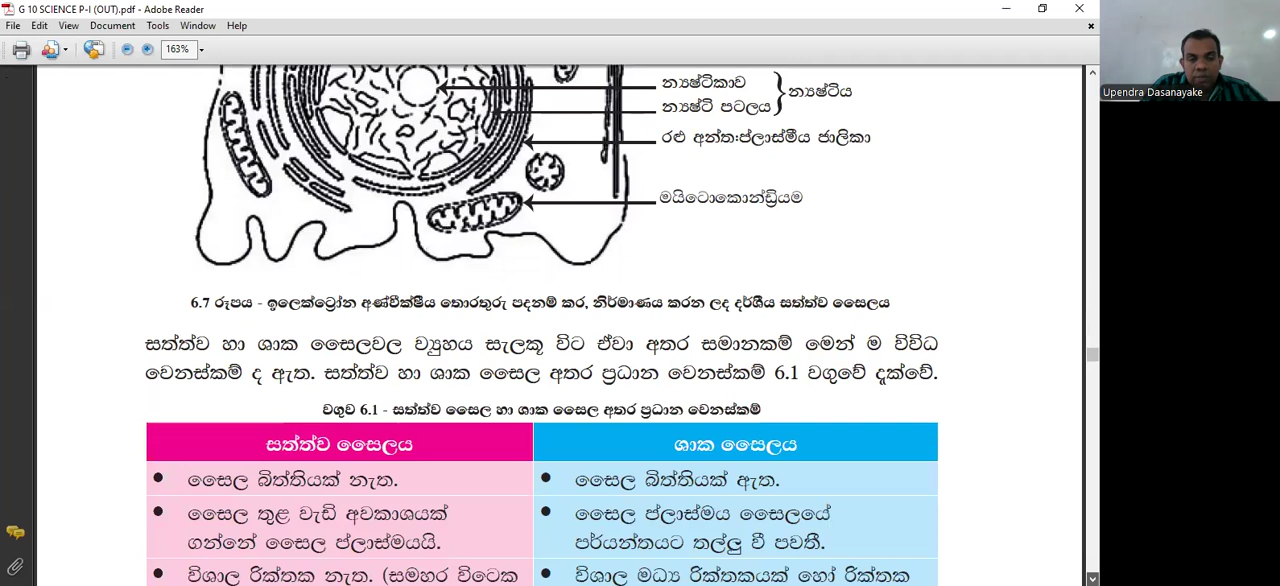 G 10 SCIENCE P-I (OUT).pdf - Adobe Reader
File Edit View Document Tools Window Help
163%
Upendra Dasanayake
න්‍යෂ්ටිකාව
න්‍යෂ්ටිය
න්‍යෂ්ටි පටලය
රළු අන්තඃප්ලාස්මීය ජාලිකා
මයිටොකොන්ඩ්‍රියම
6.7 රූපය - ඉලෙක්ට්‍රෝන අණ්වීක්ෂීය තොරතුරු පදනම් කර, නිර්මාණය කරන ලද දර්ශීය සත්ත්ව සෛලය
සත්ත්ව හා ශාක සෛලවල ව්‍යුහය සැලකූ විට ඒවා අතර සමානකම් මෙන් ම විවිධ
වෙනස්කම් ද ඇත. සත්ත්ව හා ශාක සෛල අතර ප්‍රධාන වෙනස්කම් 6.1 වගුවේ දැක්වේ.
වගුව 6.1 - සත්ත්ව සෛල හා ශාක සෛල අතර ප්‍රධාන වෙනස්කම්
සත්ත්ව සෛලය
ශාක සෛලය
• සෛල බිත්තියක් නැත.
• සෛල බිත්තියක් ඇත.
• සෛල තුළ වැඩි අවකාශයක්
ගන්නේ සෛල ප්ලාස්මයයි.
• සෛල ප්ලාස්මය සෛලයේ
පර්යන්තයට තල්ලු වී පවතී.
• විශාල රික්තක නැත. (සමහර විටෙක
• විශාල මධ්‍ය රික්තකයක් හෝ රික්තක